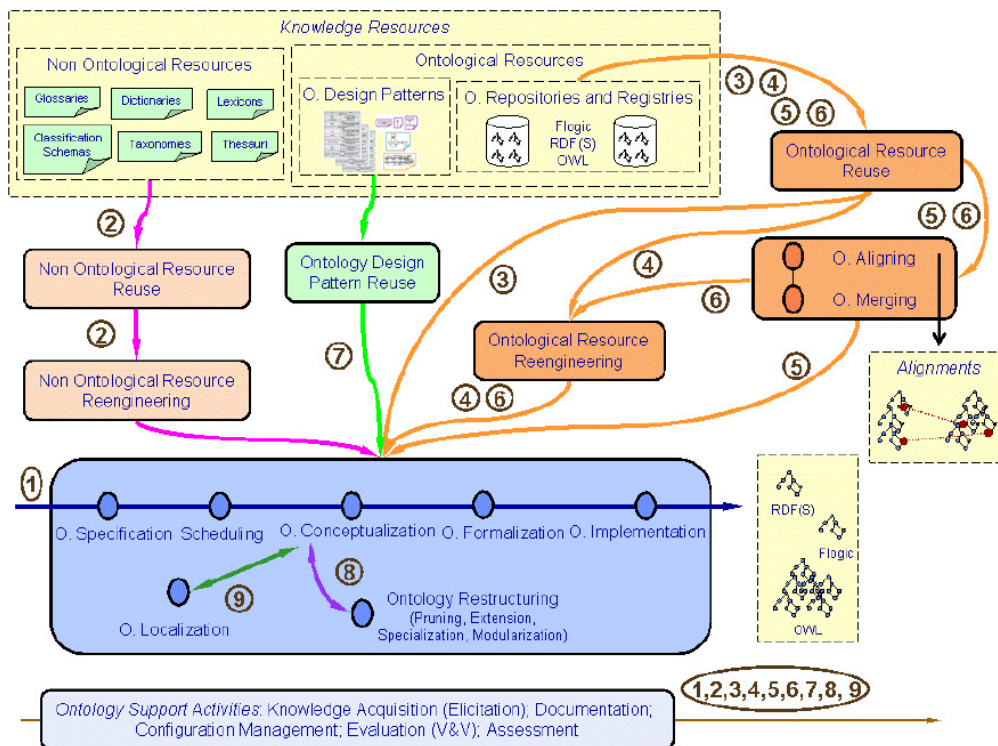 Knowledge Resources
Non Ontological Resources
Glossaries
Dictionaries
Lexicons
Classification
Schemas
Taxonomies
Thesauri
Ontological Resources
O. Design Patterns
O. Repositories and Registries
Flogic
RDF(S)
OWL
3 4
5 6
Ontological Resource
Reuse
5 6
2
Non Ontological Resource
Reuse
2
Non Ontological Resource
Reengineering
Ontology Design
Pattern Reuse
7
3
4
6
O. Aligning
O. Merging
Ontological Resource
Reengineering
4 6
5
Alignments
1
O. Specification
Scheduling
O. Conceptualization
O. Formalization
O. Implementation
9
8
O. Localization
Ontology Restructuring
(Pruning, Extension,
Specialization, Modularization)
RDF(S)
Flogic
OWL
1,2,3,4,5,6,7,8, 9
Ontology Support Activities: Knowledge Acquisition (Elicitation); Documentation;
Configuration Management; Evaluation (V&V); Assessment